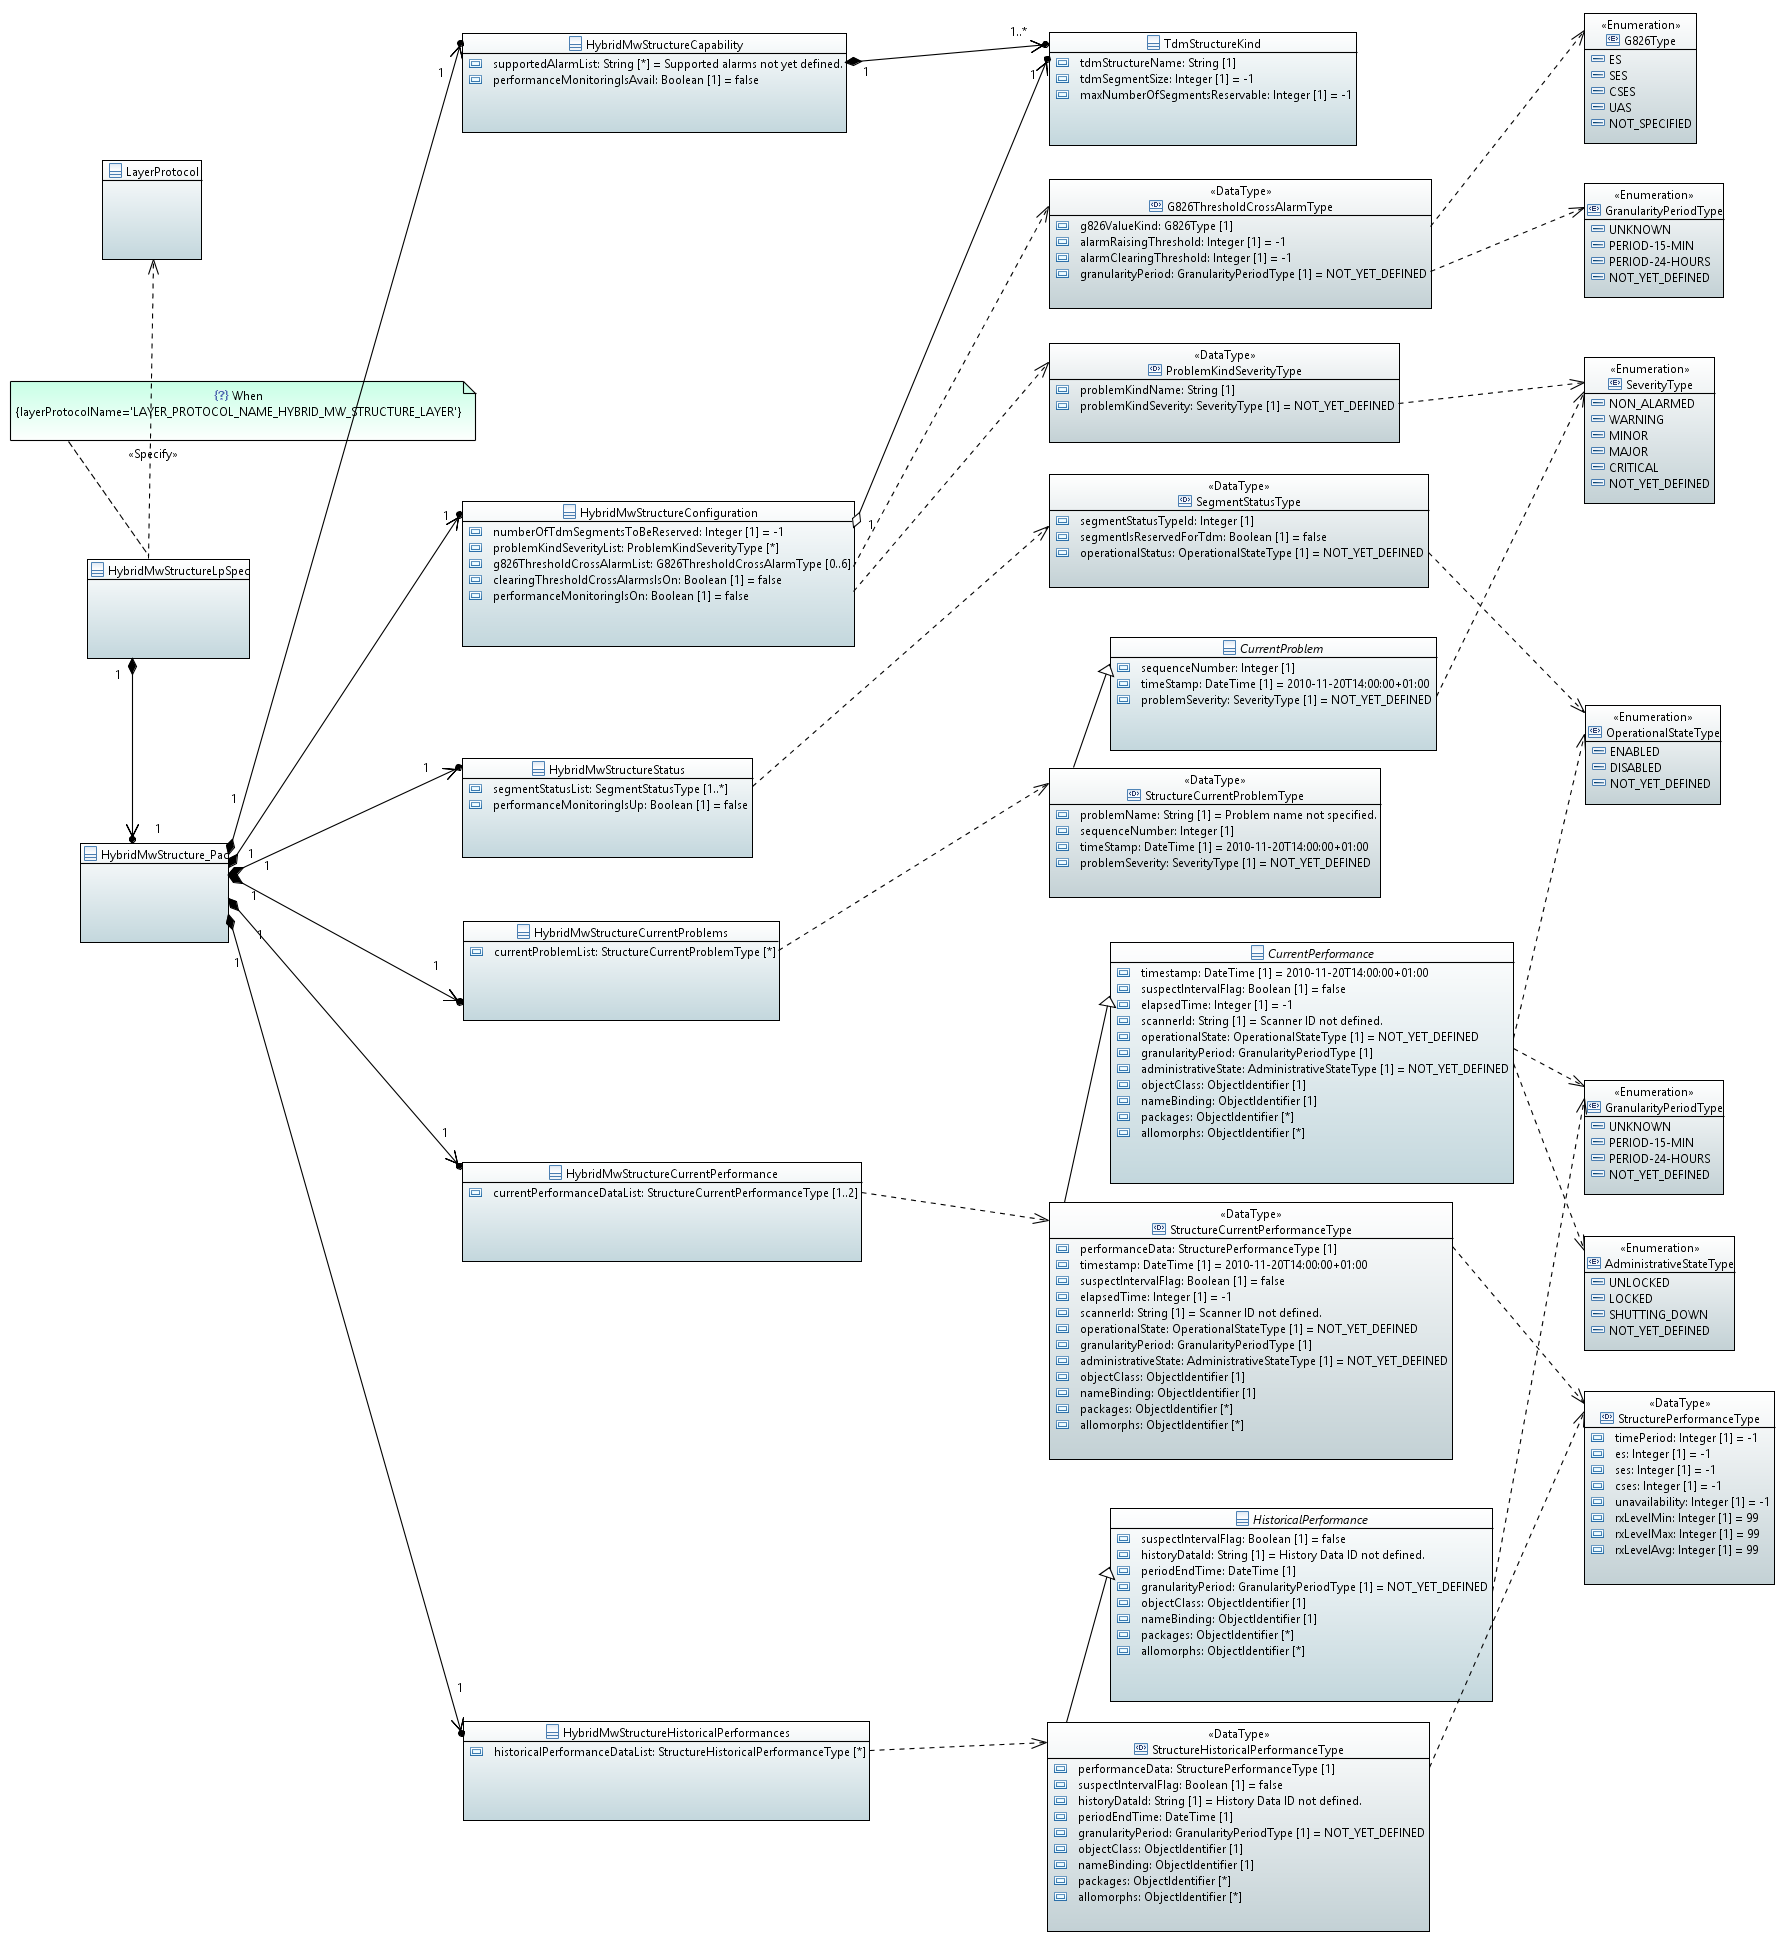 HybridMwStructureCapability
supportedAlarmList: String [*] = Supported alarms not yet defined.
performanceMonitoringIsAvail: Boolean [1] = false
1
1
1..*
1
TdmStructureKind
tdmStructureName: String [1]
tdmSegmentSize: Integer [1] = -1
maxNumberOfSegmentsReservable: Integer [1] = -1
«Enumeration»
G826Type
ES
SES
CSES
UAS
NOT_SPECIFIED
LayerProtocol
«DataType»
G826ThresholdCrossAlarmType
g826ValueKind: G826Type [1]
alarmRaisingThreshold: Integer [1] = -1
alarmClearingThreshold: Integer [1] = -1
granularityPeriod: GranularityPeriodType [1] = NOT_YET_DEFINED
«Enumeration»
GranularityPeriodType
UNKNOWN
PERIOD-15-MIN
PERIOD-24-HOURS
NOT_YET_DEFINED
{?} When
{layerProtocolName='LAYER_PROTOCOL_NAME_HYBRID_MW_STRUCTURE_LAYER'}
«Specify»
«DataType»
ProblemKindSeverityType
problemKindName: String [1]
problemKindSeverity: SeverityType [1] = NOT_YET_DEFINED
«Enumeration»
SeverityType
NON_ALARMED
WARNING
MINOR
MAJOR
CRITICAL
NOT_YET_DEFINED
HybridMwStructureLpSpec
1
1
HybridMwStructureConfiguration
numberOfTdmSegmentsToBeReserved: Integer [1] = -1
problemKindSeverityList: ProblemKindSeverityType [*]
g826ThresholdCrossAlarmList: G826ThresholdCrossAlarmType [0..6]
clearingThresholdCrossAlarmsIsOn: Boolean [1] = false
performanceMonitoringIsOn: Boolean [1] = false
1
«DataType»
SegmentStatusType
segmentStatusTypeId: Integer [1]
segmentIsReservedForTdm: Boolean [1] = false
operationalStatus: OperationalStateType [1] = NOT_YET_DEFINED
CurrentProblem
sequenceNumber: Integer [1]
timeStamp: DateTime [1] = 2010-11-20T14:00:00+01:00
problemSeverity: SeverityType [1] = NOT_YET_DEFINED
«Enumeration»
OperationalStateType
ENABLED
DISABLED
NOT_YET_DEFINED
1
HybridMwStructureStatus
segmentStatusList: SegmentStatusType [1..*]
performanceMonitoringIsUp: Boolean [1] = false
«DataType»
StructureCurrentProblemType
problemName: String [1] = Problem name not specified.
sequenceNumber: Integer [1]
timeStamp: DateTime [1] = 2010-11-20T14:00:00+01:00
problemSeverity: SeverityType [1] = NOT_YET_DEFINED
1
1
HybridMwStructure_Pac
1
1
1
1
1
1
HybridMwStructureCurrentProblems
currentProblemList: StructureCurrentProblemType [*]
CurrentPerformance
timestamp: DateTime [1] = 2010-11-20T14:00:00+01:00
suspectIntervalFlag: Boolean [1] = false
elapsedTime: Integer [1] = -1
scannerId: String [1] = Scanner ID not defined.
operationalState: OperationalStateType [1] = NOT_YET_DEFINED
granularityPeriod: GranularityPeriodType [1]
administrativeState: AdministrativeStateType [1] = NOT_YET_DEFINED
objectClass: ObjectIdentifier [1]
nameBinding: ObjectIdentifier [1]
packages: ObjectIdentifier [*]
allomorphs: ObjectIdentifier [*]
«Enumeration»
GranularityPeriodType
UNKNOWN
PERIOD-15-MIN
PERIOD-24-HOURS
NOT_YET_DEFINED
1
HybridMwStructureCurrentPerformance
currentPerformanceDataList: StructureCurrentPerformanceType [1..2]
«DataType»
StructureCurrentPerformanceType
performanceData: StructurePerformanceType [1]
timestamp: DateTime [1] = 2010-11-20T14:00:00+01:00
suspectIntervalFlag: Boolean [1] = false
elapsedTime: Integer [1] = -1
scannerId: String [1] = Scanner ID not defined.
operationalState: OperationalStateType [1] = NOT_YET_DEFINED
granularityPeriod: GranularityPeriodType [1]
administrativeState: AdministrativeStateType [1] = NOT_YET_DEFINED
objectClass: ObjectIdentifier [1]
nameBinding: ObjectIdentifier [1]
packages: ObjectIdentifier [*]
allomorphs: ObjectIdentifier [*]
«Enumeration»
AdministrativeStateType
UNLOCKED
LOCKED
SHUTTING_DOWN
NOT_YET_DEFINED
«DataType»
StructurePerformanceType
timePeriod: Integer [1] = -1
es: Integer [1] = -1
ses: Integer [1] = -1
cses: Integer [1] = -1
unavailability: Integer [1] = -1
rxLevelMin: Integer [1] = 99
rxLevelMax: Integer [1] = 99
rxLevelAvg: Integer [1] = 99
HistoricalPerformance
suspectIntervalFlag: Boolean [1] = false
historyDataId: String [1] = History Data ID not defined.
periodEndTime: DateTime [1]
granularityPeriod: GranularityPeriodType [1] = NOT_YET_DEFINED
objectClass: ObjectIdentifier [1]
nameBinding: ObjectIdentifier [1]
packages: ObjectIdentifier [*]
allomorphs: ObjectIdentifier [*]
1
HybridMwStructureHistoricalPerformances
historicalPerformanceDataList: StructureHistoricalPerformanceType [*]
«DataType»
StructureHistoricalPerformanceType
performanceData: StructurePerformanceType [1]
suspectIntervalFlag: Boolean [1] = false
historyDataId: String [1] = History Data ID not defined.
periodEndTime: DateTime [1]
granularityPeriod: GranularityPeriodType [1] = NOT_YET_DEFINED
objectClass: ObjectIdentifier [1]
nameBinding: ObjectIdentifier [1]
packages: ObjectIdentifier [*]
allomorphs: ObjectIdentifier [*]